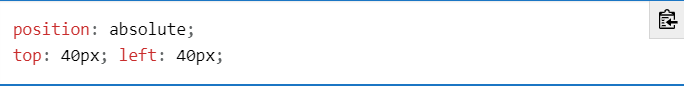 position: absolute;
top: 40px; left: 40px;